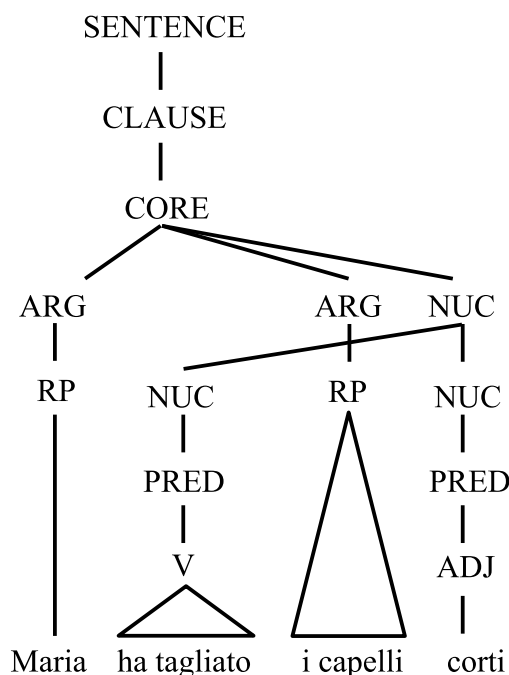 SENTENCE
CLAUSE
CORE
ARG ARG NUC
RP NUC RP NUC
PRED PRED
V ADJ
Maria ha tagliato i capelli corti